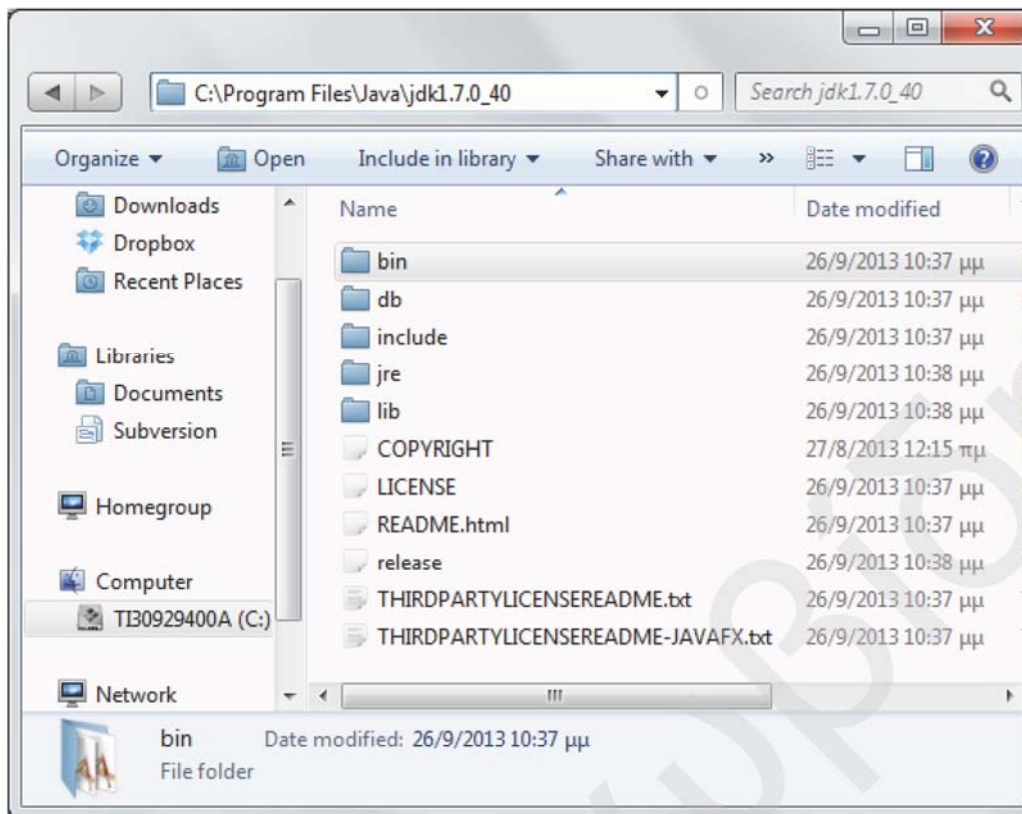 C:\Program Files\Java\jdk1.7.0_40
Search jdk1.7.0_40
Organize Open Include in library Share with »
Downloads
Dropbox
Recent Places
Libraries
Documents
Subversion
Homegroup
Computer
TI30929400A (C:)
Network
Name Date modified
bin 26/9/2013 10:37 μμ
db 26/9/2013 10:37 μμ
include 26/9/2013 10:37 μμ
jre 26/9/2013 10:38 μμ
lib 26/9/2013 10:38 μμ
COPYRIGHT 27/8/2013 12:15 πμ
LICENSE 26/9/2013 10:37 μμ
README.html 26/9/2013 10:37 μμ
release 26/9/2013 10:38 μμ
THIRDPARTYLICENSEREADME.txt 26/9/2013 10:37 μμ
THIRDPARTYLICENSEREADME-JAVAFX.txt 26/9/2013 10:37 μμ
bin Date modified: 26/9/2013 10:37 μμ
File folder